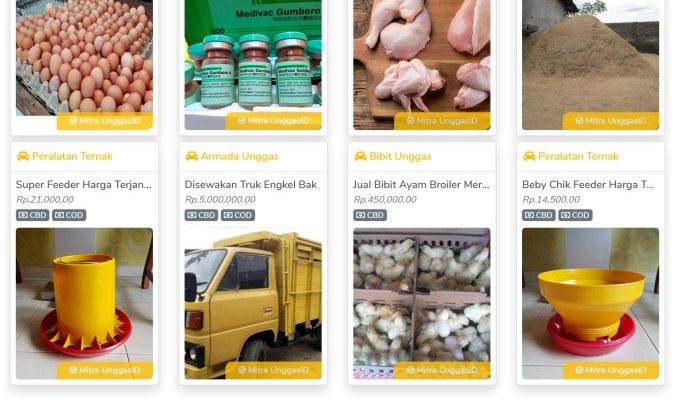 Medivac Gumboro
500
Medivac Gumboro A
Mitra UnggasID
Mitra UnggasID
Mitra UnggasID
Mitra UnggasID
Peralatan Ternak
Armada Unggas
Bibit Unggas
Peralatan Ternak
Super Feeder Harga Terjan...
Disewakan Truk Engkel Bak
Jual Bibit Ayam Broiler Mer...
Beby Chik Feeder Harga T...
Rp.21,000.00
Rp.5,000,000.00
Rp.450,000.00
Rp.14,500.00
CBD COD
CBD COD
CBD
CBD COD
Mitra UnggasID
Mitra UnggasID
Mitra UnggasID
Mitra UnggasID